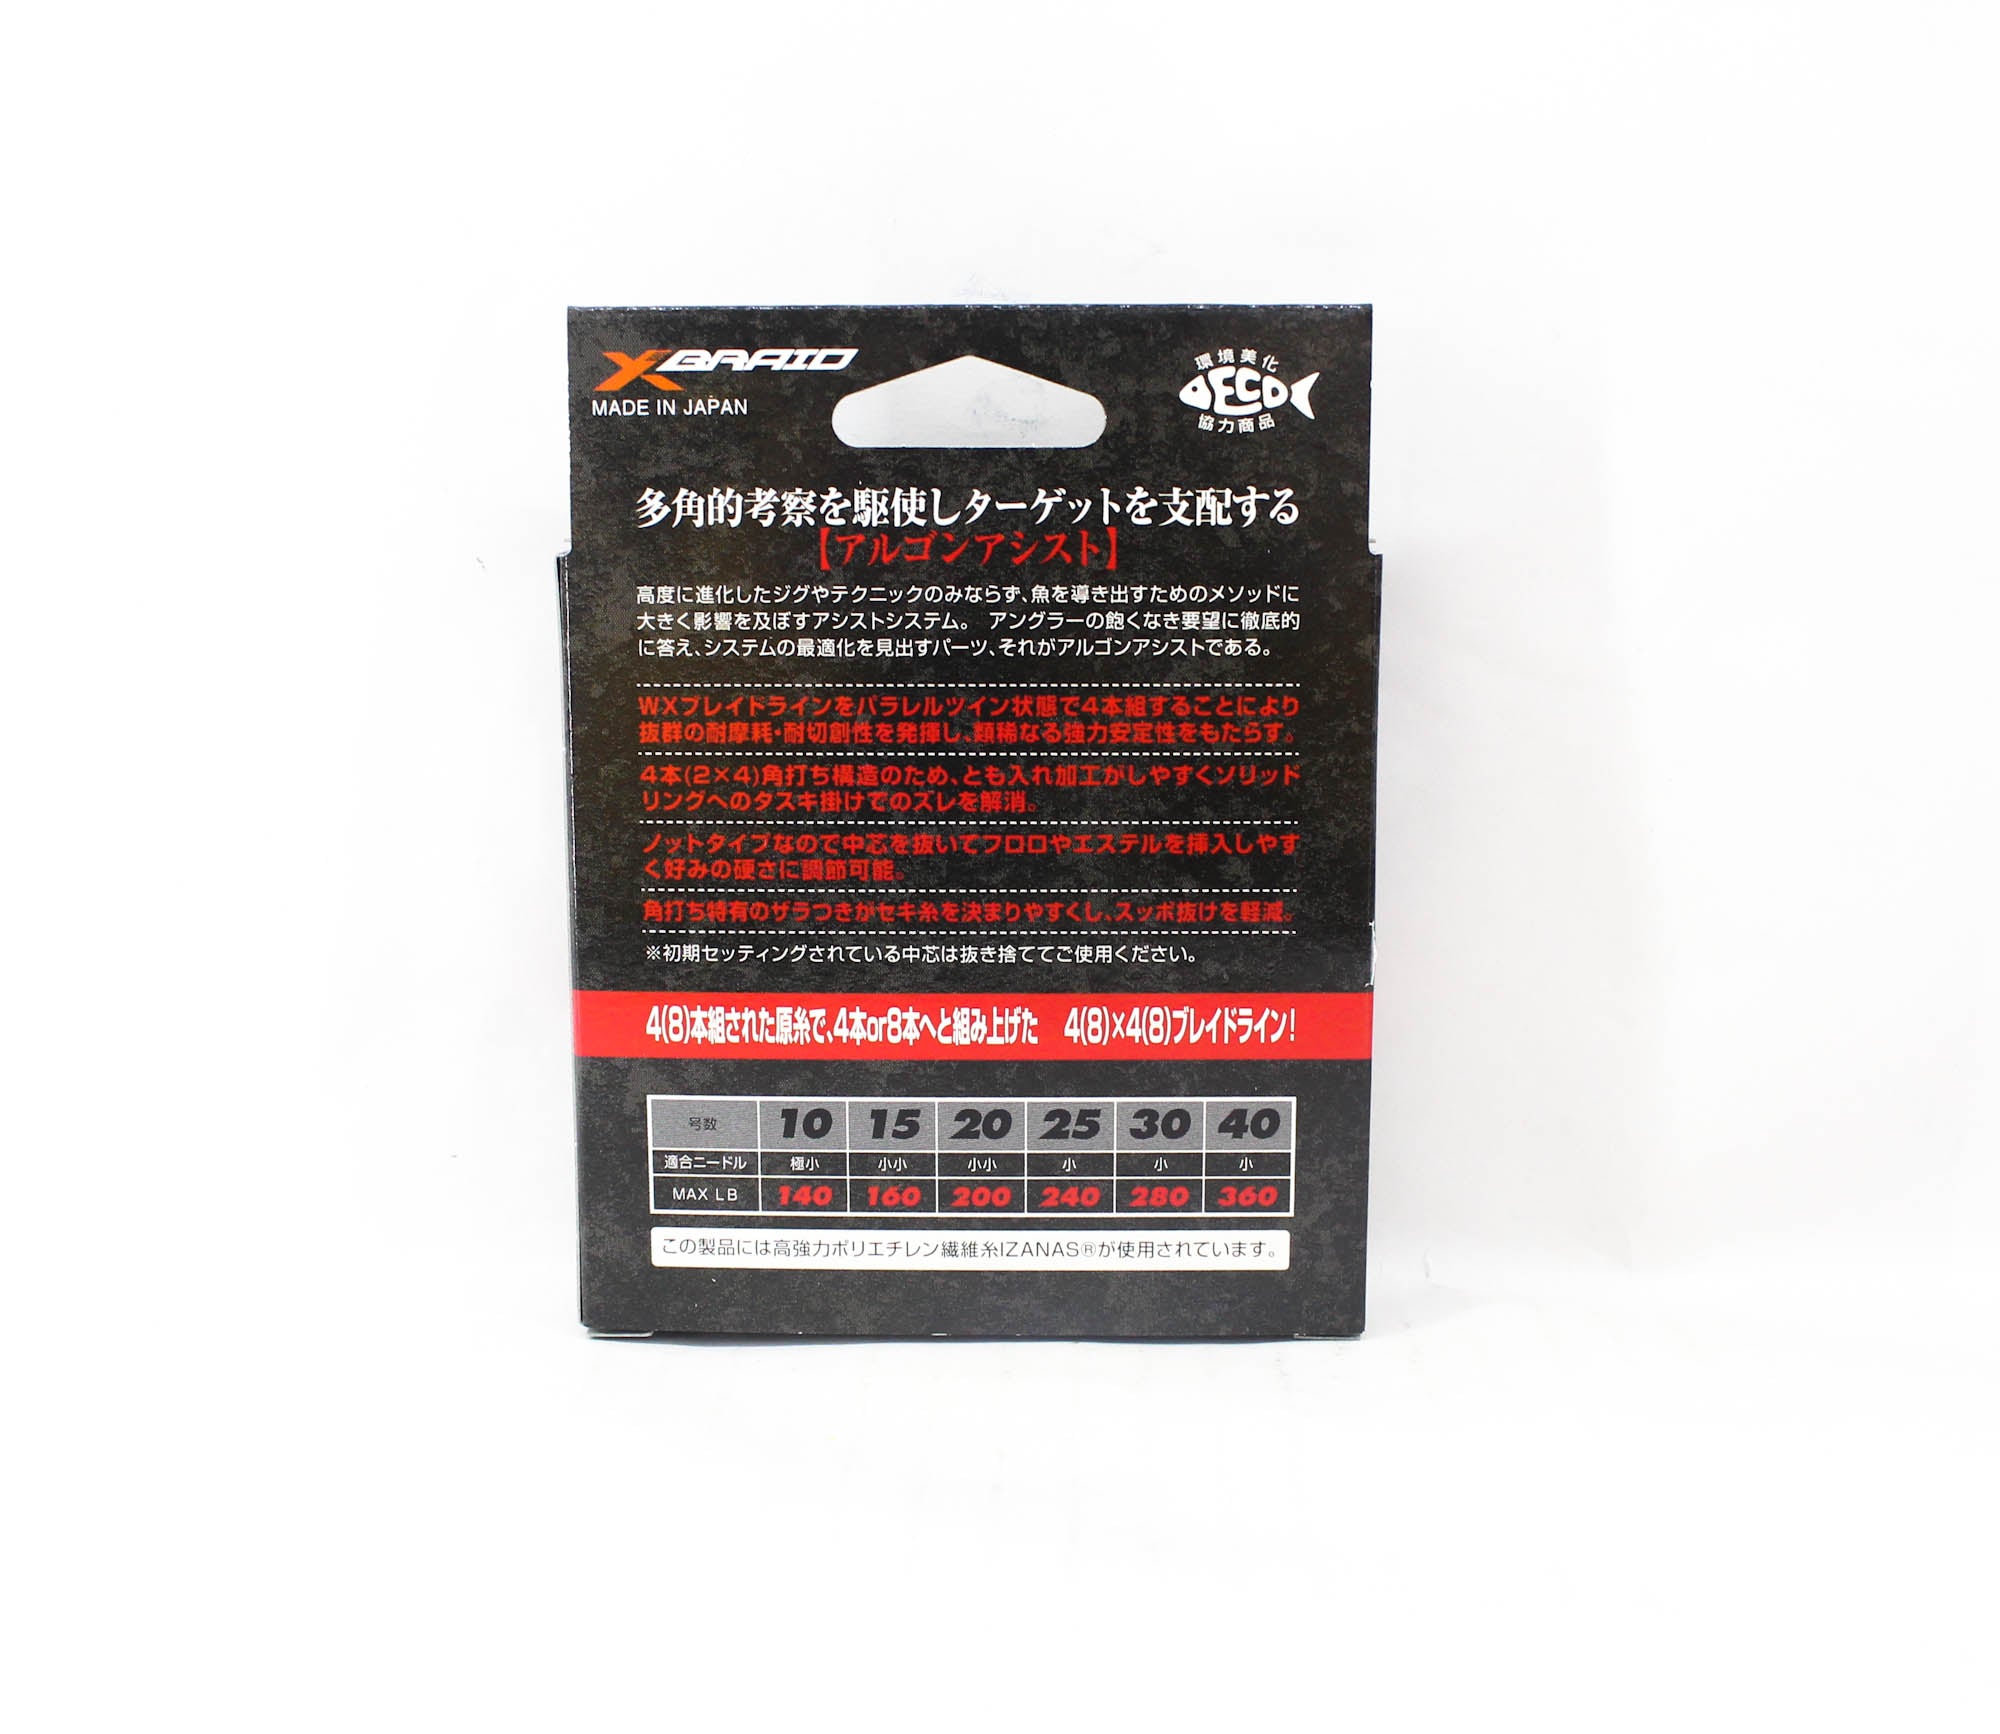 X BRAID
MADE IN JAPAN
環境美化
DECO
協力商品
多角的考察を駆使しターゲットを支配する
【アルゴンアシスト】
高度に進化したジグやテクニックのみならず、魚を導き出すためのメソッドに
大きく影響を及ぼすアシストシステム。 アングラーの飽くなき要望に徹底的
に答え、システムの最適化を見出すパーツ、それがアルゴンアシストである。
WXブレイドラインをパラレルツイン状態で4本組することにより
抜群の耐摩耗・耐切創性を発揮し、類稀なる強力安定性をもたらす。
4本(2×4)角打ち構造のため、とも入れ加工がしやすくソリッド
リングへのタスキ掛けでのズレを解消。
ノットタイプなので中芯を抜いてフロロやエステルを挿入しやす
く好みの硬さに調節可能。
角打ち特有のザラつきがセキ糸を決まりやすくし、スッポ抜けを軽減。
※初期セッティングされている中芯は抜き捨ててご使用ください。
4(8)本組された原糸で、4本or8本へと組み上げた 4(8)×4(8)ブレイドライン!
号数 10 15 20 25 30 40
適合ニードル 極小 小小 小小 小 小 小
MAX LB 140 160 200 240 280 360
この製品には高強力ポリエチレン繊維糸IZANAS®が使用されています。